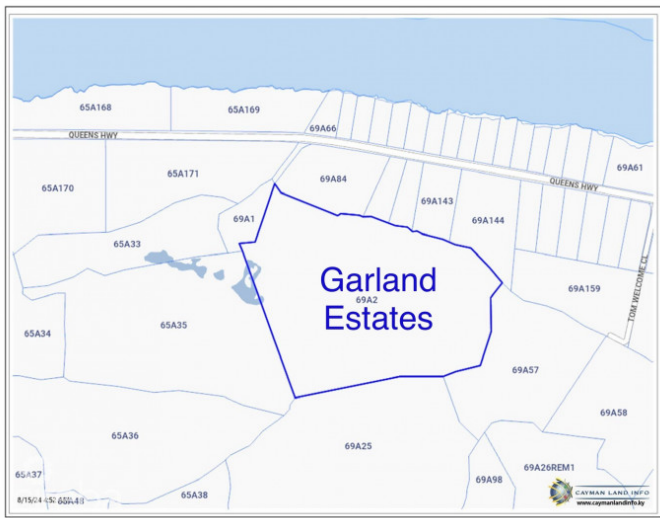 65A168
65A169
69A66
QUEENS HWY
69A61
QUEENS HWY
65A170
65A171
69A84
69A143
69A144
69A1
65A33
TOM WELCOME CL
Garland
69A2
Estates
69A159
65A34
65A35
69A57
69A58
65A36
69A25
65A37
65A38
69A98
69A26REM1
CAYMAN LAND INFO
www.caymanlandinfo.ky